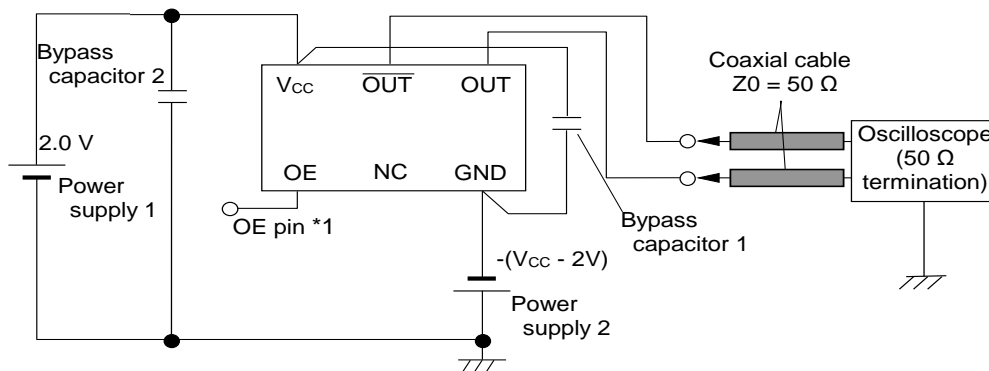 Bypass
capacitor 2
VCC
OUT
OUT
Coaxial cable
Z0 = 50 Ω
2.0 V
Power
supply 1
OE
NC
GND
Oscilloscope
(50 Ω
termination)
OE pin *1
Bypass
capacitor 1
-(VCC - 2V)
Power
supply 2